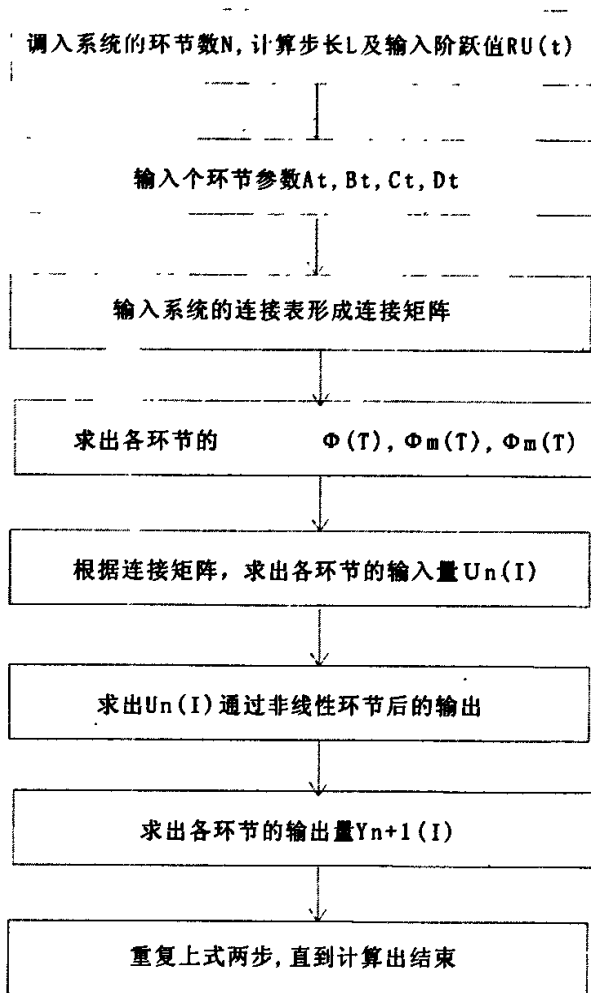 调入系统的环节数N,计算步长L及输入阶跃值RU(t)
输入个环节参数At,Bt,Ct,Dt
输入系统的连接表形成连接矩阵
求出各环节的 Φ(T),Φm(T),Φm(T)
根据连接矩阵，求出各环节的输入量Un(I)
求出Un(I)通过非线性环节后的输出
求出各环节的输出量Yn+1(I)
重复上式两步,直到计算出结束